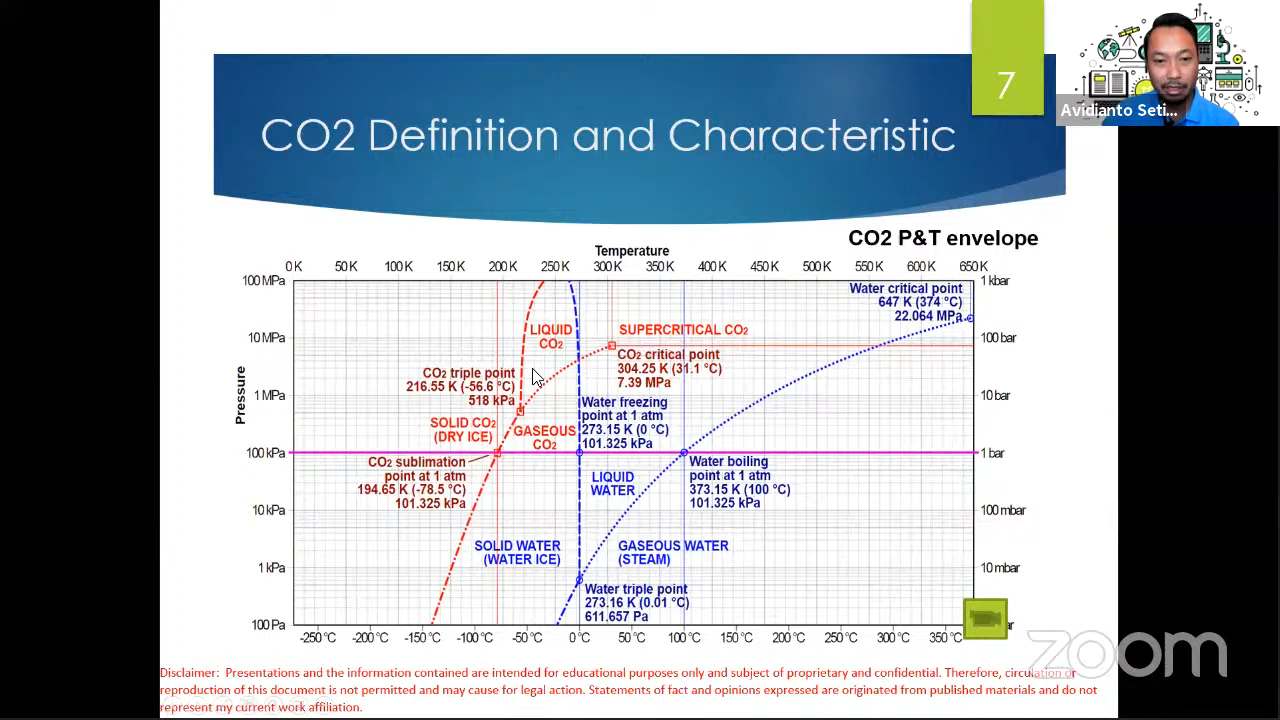 7
Avidianto Seti...
CO2 Definition and Characteristic
CO2 P&T envelope
Temperature
0 K 50 K 100 K 150 K 200 K 250 K 300 K 350 K 400 K 450 K 500 K 550 K 600 K 650 K
Pressure
100 MPa
10 MPa
1 MPa
100 kPa
10 kPa
1 kPa
100 Pa
1 kbar
100 bar
10 bar
1 bar
100 mbar
10 mbar
Water critical point
647 K (374 °C)
22.064 MPa
LIQUID
CO2
SUPERCRITICAL CO2
CO2 critical point
304.25 K (31.1 °C)
7.39 MPa
CO2 triple point
216.55 K (-56.6 °C)
518 kPa
Water freezing
point at 1 atm
273.15 K (0 °C)
101.325 kPa
SOLID CO2
(DRY ICE)
GASEOUS
CO2
CO2 sublimation
point at 1 atm
194.65 K (-78.5 °C)
101.325 kPa
LIQUID
WATER
Water boiling
point at 1 atm
373.15 K (100 °C)
101.325 kPa
SOLID WATER
(WATER ICE)
GASEOUS WATER
(STEAM)
Water triple point
273.16 K (0.01 °C)
611.657 Pa
-250 °C -200 °C -150 °C -100 °C -50 °C 0 °C 50 °C 100 °C 150 °C 200 °C 250 °C 300 °C 350 °C
zoom
Disclaimer: Presentations and the information contained are intended for educational purposes only and subject of proprietary and confidential. Therefore, circulation or
reproduction of this document is not permitted and may cause for legal action. Statements of fact and opinions expressed are originated from published materials and do not
represent my current work affiliation.